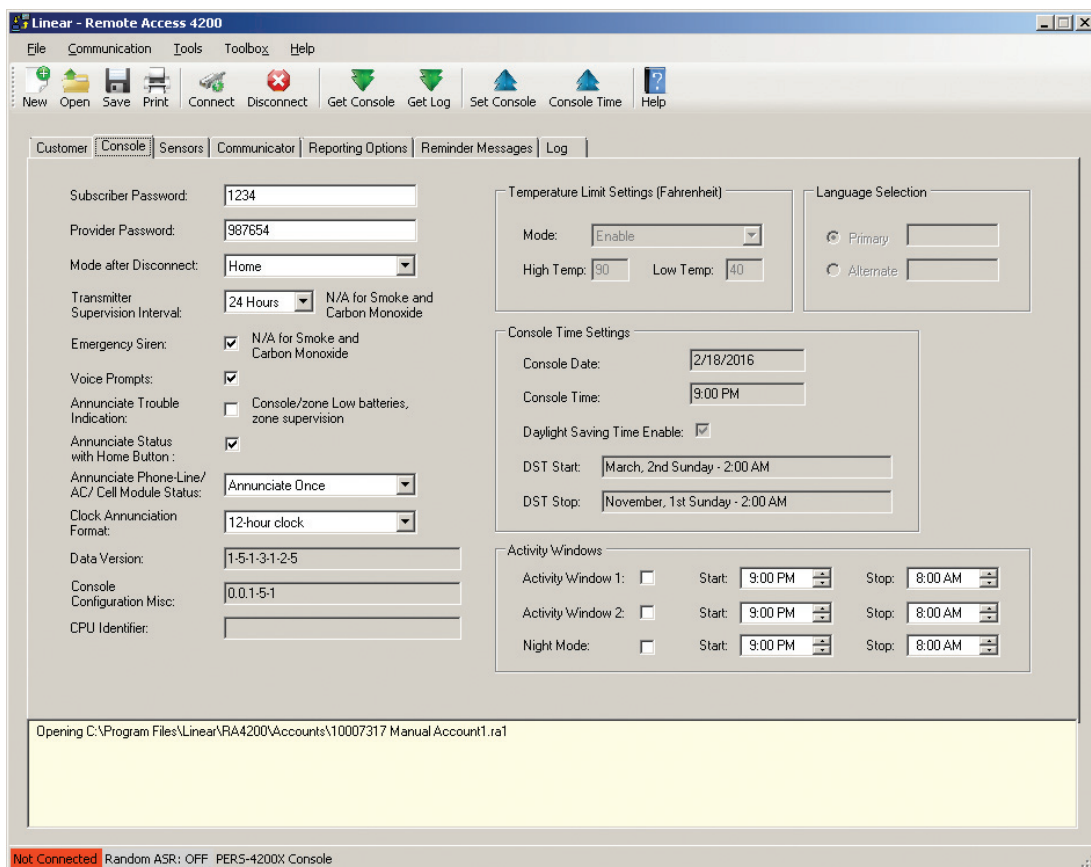 Linear - Remote Access 4200
File Communication Tools Toolbox Help
New Open Save Print Connect Disconnect Get Console Get Log Set Console Console Time Help
Customer Console Sensors Communicator Reporting Options Reminder Messages Log
Subscriber Password: 1234
Provider Password: 987654
Mode after Disconnect: Home
Transmitter
Supervision Interval: 24 Hours N/A for Smoke and
Carbon Monoxide
Emergency Siren: N/A for Smoke and
Carbon Monoxide
Voice Prompts:
Annunciate Trouble
Indication: Console/zone Low batteries,
zone supervision
Annunciate Status
with Home Button :
Annunciate Phone-Line/
AC/ Cell Module Status: Annunciate Once
Clock Annunciation
Format: 12-hour clock
Data Version: 1-5-1-3-1-2-5
Console
Configuration Misc: 0.0.1-5-1
CPU Identifier:
Temperature Limit Settings (Fahrenheit)
Mode: Enable
High Temp: 90 Low Temp: 40
Language Selection
Primary
Alternate
Console Time Settings
Console Date: 2/18/2016
Console Time: 9:00 PM
Daylight Saving Time Enable:
DST Start: March, 2nd Sunday - 2:00 AM
DST Stop: November, 1st Sunday - 2:00 AM
Activity Windows
Activity Window 1: Start: 9:00 PM Stop: 8:00 AM
Activity Window 2: Start: 9:00 PM Stop: 8:00 AM
Night Mode: Start: 9:00 PM Stop: 8:00 AM
Opening C:\Program Files\Linear\RA4200\Accounts\10007317 Manual Account1.ra1
Not Connected Random ASR: OFF PERS-4200X Console